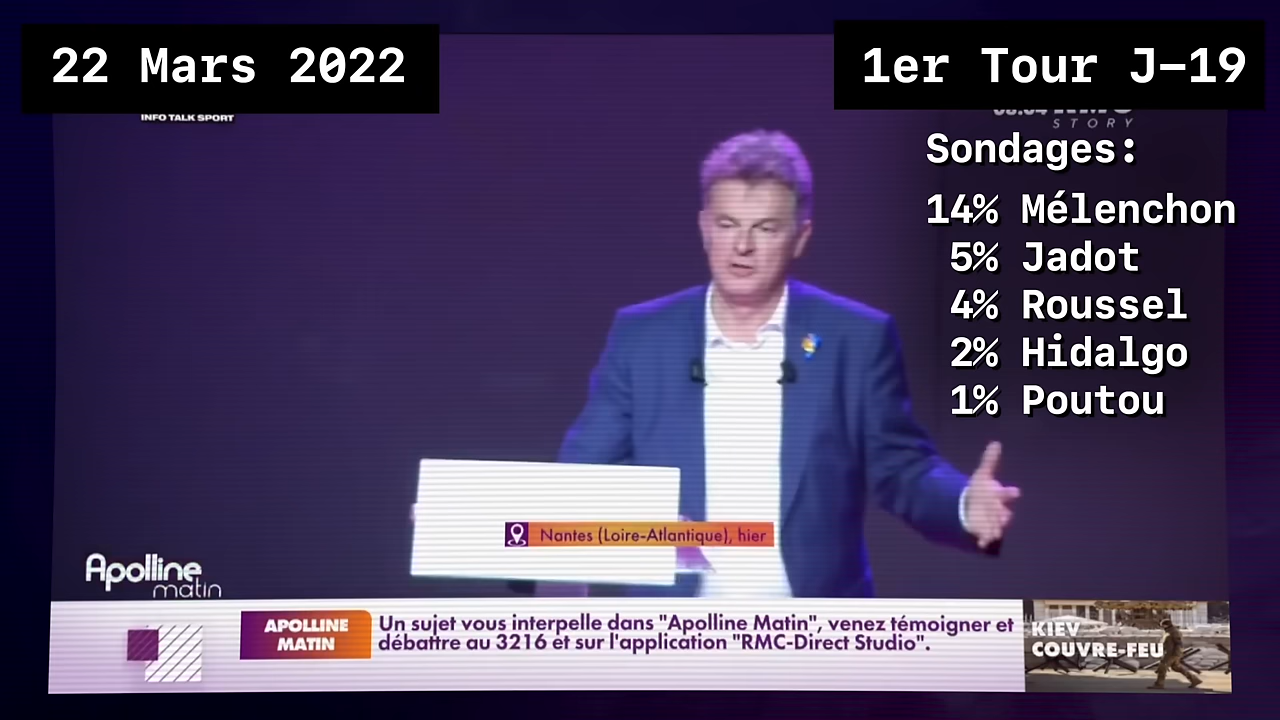 22 Mars 2022
1er Tour J-19
INFO TALK SPORT
STORY
Sondages:
14% Mélenchon
5% Jadot
4% Roussel
2% Hidalgo
1% Poutou
Nantes (Loire-Atlantique), hier
Apolline
matin
APOLLINE
MATIN
Un sujet vous interpelle dans "Apolline Matin", venez témoigner et
débattre au 3216 et sur l'application "RMC-Direct Studio".
KIEV
COUVRE-FEU